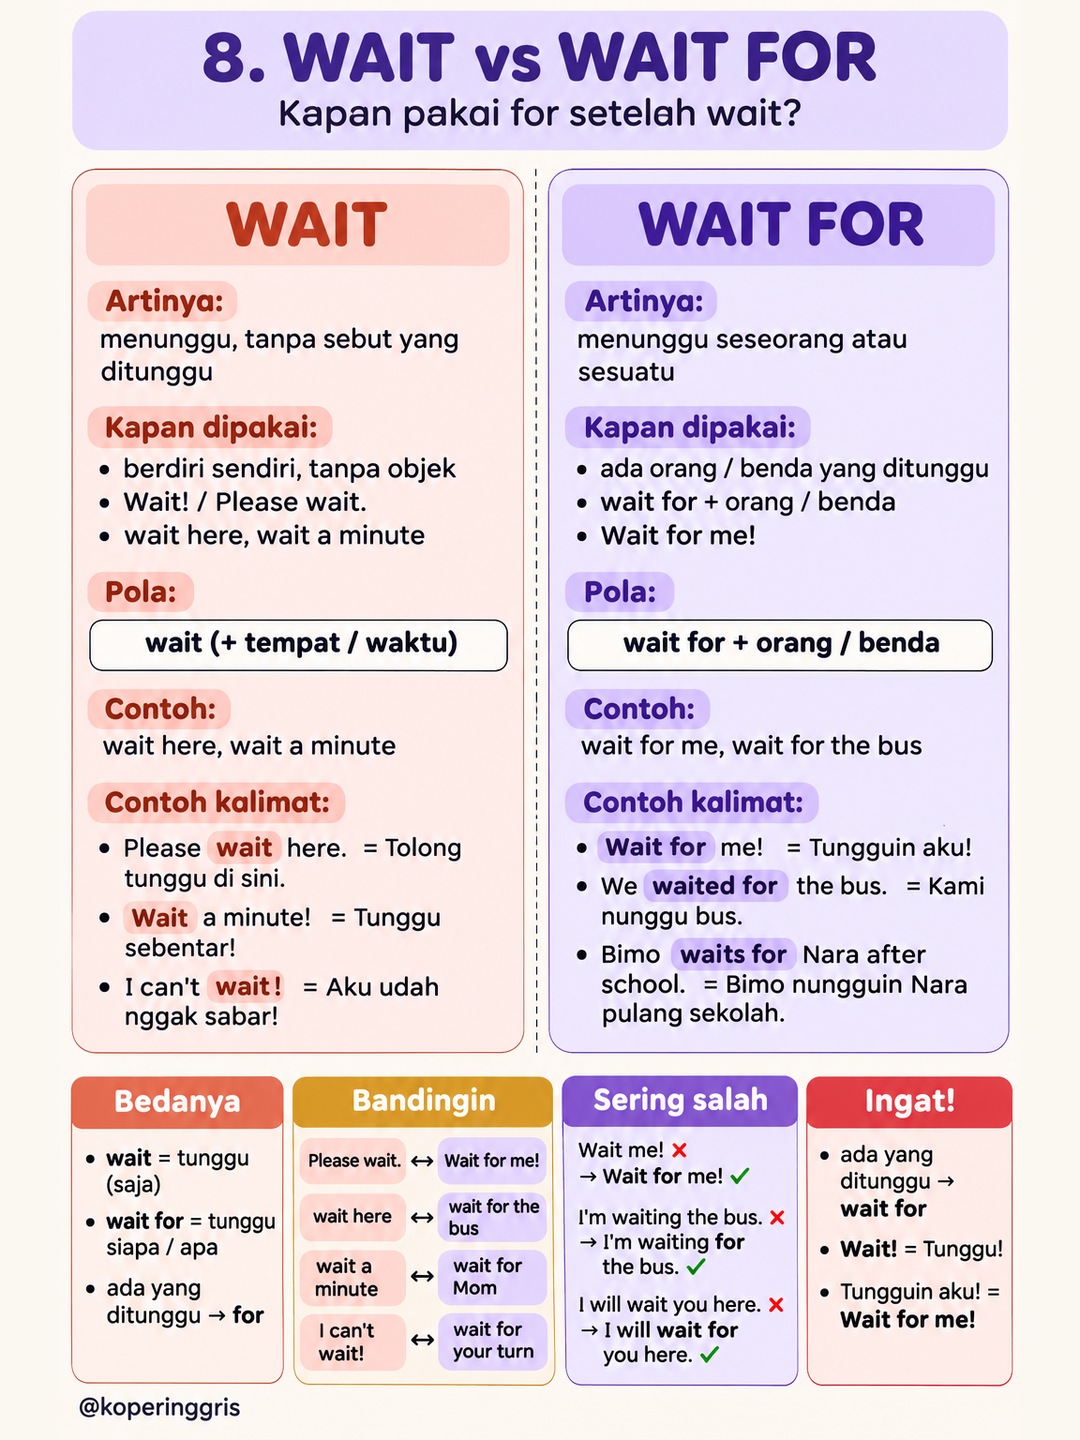 8. WAIT vs WAIT FOR
Kapan pakai for setelah wait?
WAIT
Artinya:
menunggu, tanpa sebut yang
ditunggu
Kapan dipakai:
• berdiri sendiri, tanpa objek
• Wait! / Please wait.
• wait here, wait a minute
Pola:
wait (+ tempat / waktu)
Contoh:
wait here, wait a minute
Contoh kalimat:
• Please wait here. = Tolong
tunggu di sini.
• Wait a minute! = Tunggu
sebentar!
• I can't wait! = Aku udah
nggak sabar!
WAIT FOR
Artinya:
menunggu seseorang atau
sesuatu
Kapan dipakai:
• ada orang / benda yang ditunggu
• wait for + orang / benda
• Wait for me!
Pola:
wait for + orang / benda
Contoh:
wait for me, wait for the bus
Contoh kalimat:
• Wait for me! = Tungguin aku!
• We waited for the bus. = Kami
nunggu bus.
• Bimo waits for Nara after
school. = Bimo nungguin Nara
pulang sekolah.
Bedanya
• wait = tunggu
(saja)
• wait for = tunggu
siapa / apa
• ada yang
ditunggu → for
Bandingin
Please wait. ↔ Wait for me!
wait here ↔ wait for the
bus
wait a
minute ↔ wait for
Mom
I can't
wait! ↔ wait for
your turn
Sering salah
Wait me! ❌
→ Wait for me! ✓
I'm waiting the bus. ❌
→ I'm waiting for
the bus. ✓
I will wait you here. ❌
→ I will wait for
you here. ✓
Ingat!
• ada yang
ditunggu →
wait for
• Wait! = Tunggu!
• Tungguin aku! =
Wait for me!
@koperinggris